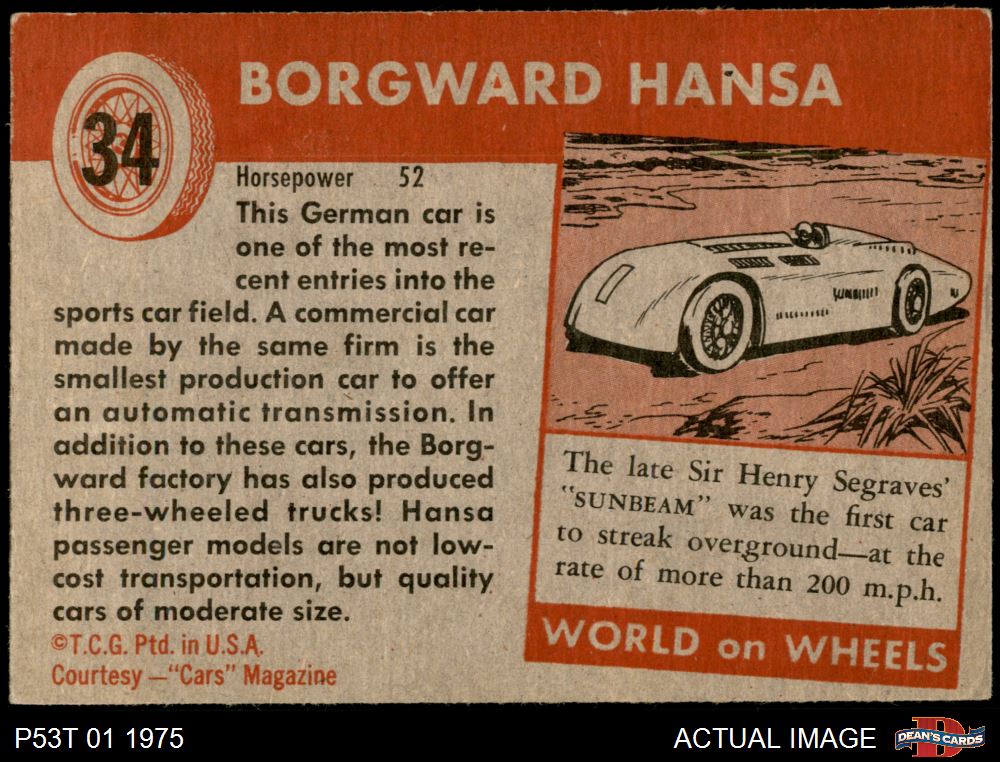 34
BORGWARD HANSA
Horsepower 52
This German car is
one of the most re-
cent entries into the
sports car field. A commercial car
made by the same firm is the
smallest production car to offer
an automatic transmission. In
addition to these cars, the Borg-
ward factory has also produced
three-wheeled trucks! Hansa
passenger models are not low-
cost transportation, but quality
cars of moderate size.
©T.C.G. Ptd. in U.S.A.
Courtesy—"Cars" Magazine
The late Sir Henry Segraves'
"SUNBEAM" was the first car
to streak overground—at the
rate of more than 200 m.p.h.
WORLD on WHEELS
P53T 01 1975
ACTUAL IMAGE
DEAN'S CARDS